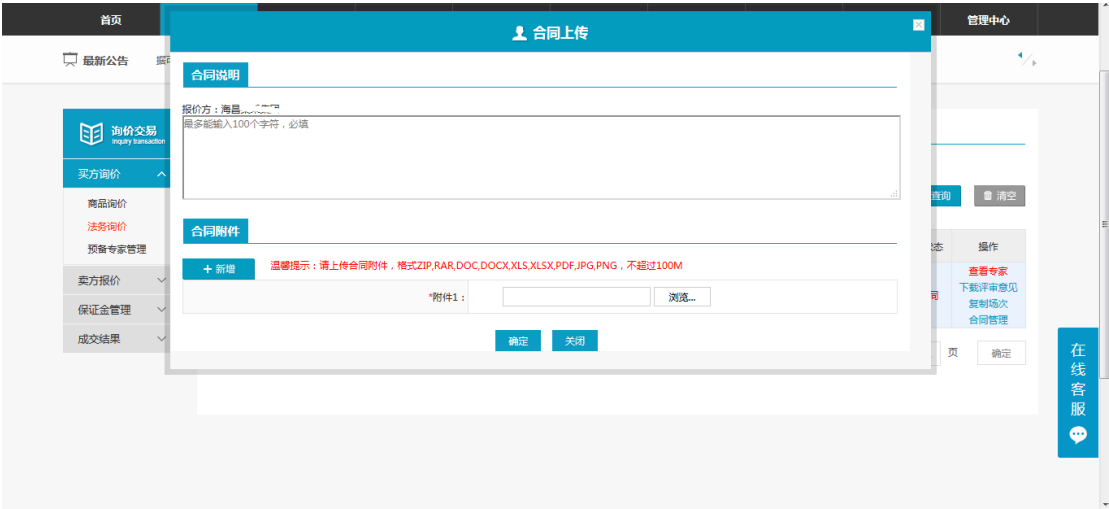 首页
管理中心
合同上传
最新公告
合同说明
报价方：海昌
最多能输入100个字符，必填
询价交易
Inquiry transaction
买方询价
商品询价
法务询价
预备专家管理
卖方报价
保证金管理
成交结果
查询
清空
合同附件
操作
+ 新增
温馨提示：请上传合同附件，格式ZIP,RAR,DOC,DOCX,XLS,XLSX,PDF,JPG,PNG，不超过100M
查看专家
下载评审意见
复制场次
合同管理
*附件1：
浏览...
确定
关闭
页
确定
在线客服